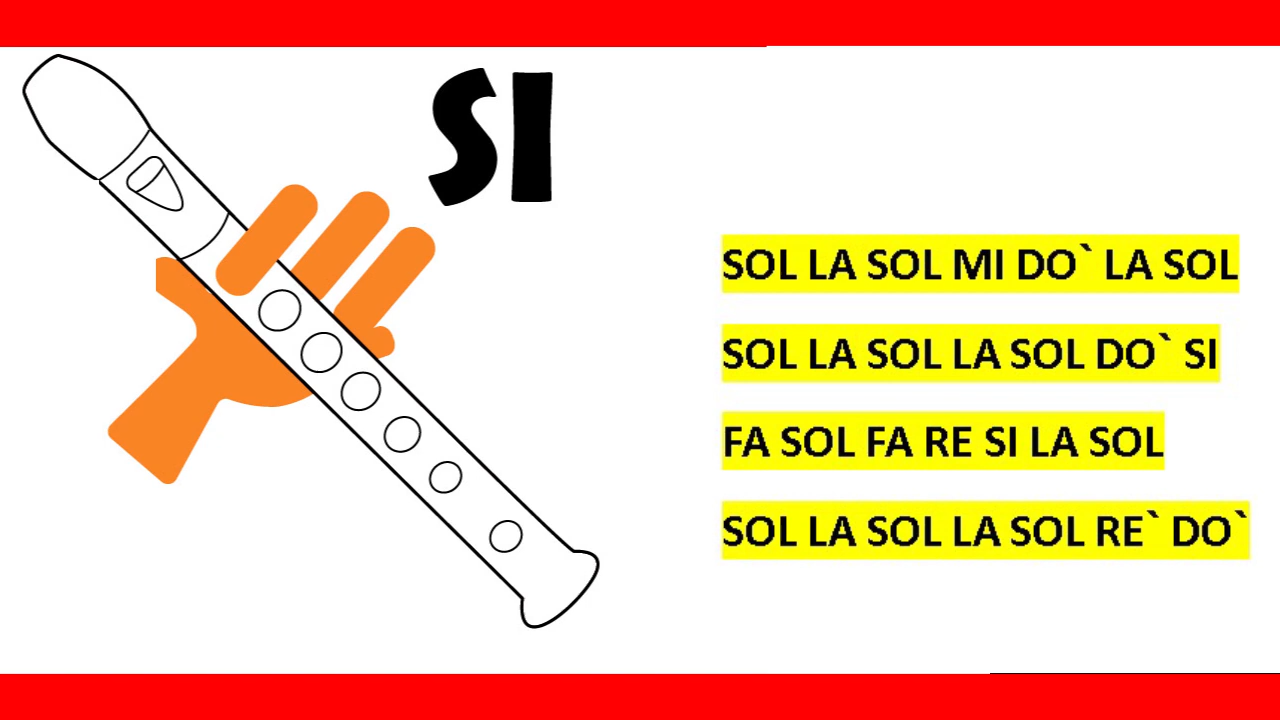 SI
SOL LA SOL MI DO` LA SOL
SOL LA SOL LA SOL DO` SI
FA SOL FA RE SI LA SOL
SOL LA SOL LA SOL RE` DO`